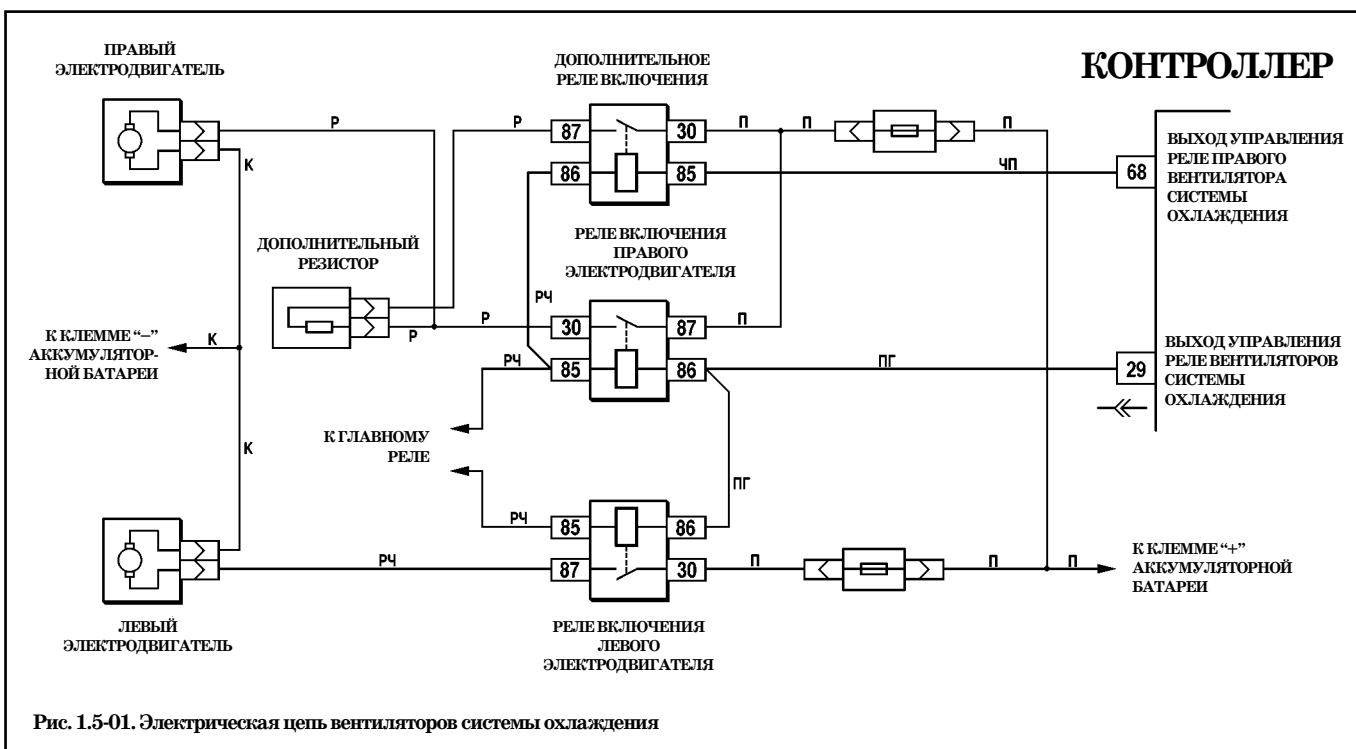 ПРАВЫЙ
ЭЛЕКТРОДВИГАТЕЛЬ
ДОПОЛНИТЕЛЬНОЕ
РЕЛЕ ВКЛЮЧЕНИЯ
КОНТРОЛЛЕР
Р
Р
87
30
П
П
П
К
86
85
ЧП
68
ВЫХОД УПРАВЛЕНИЯ
РЕЛЕ ПРАВОГО
ВЕНТИЛЯТОРА
СИСТЕМЫ
ОХЛАЖДЕНИЯ
ДОПОЛНИТЕЛЬНЫЙ
РЕЗИСТОР
РЕЛЕ ВКЛЮЧЕНИЯ
ПРАВОГО
ЭЛЕКТРОДВИГАТЕЛЯ
РЧ
Р
Р
30
87
П
К КЛЕММЕ “–”
АККУМУЛЯТОР-
НОЙ БАТАРЕИ
К
РЧ
85
86
ПГ
29
ВЫХОД УПРАВЛЕНИЯ
РЕЛЕ ВЕНТИЛЯТОРОВ
СИСТЕМЫ
ОХЛАЖДЕНИЯ
К ГЛАВНОМУ
РЕЛЕ
К
ПГ
РЧ
85
86
РЧ
87
30
П
П
П
К КЛЕММЕ “+”
АККУМУЛЯТОРНОЙ
БАТАРЕИ
ЛЕВЫЙ
ЭЛЕКТРОДВИГАТЕЛЬ
РЕЛЕ ВКЛЮЧЕНИЯ
ЛЕВОГО
ЭЛЕКТРОДВИГАТЕЛЯ
Рис. 1.5-01. Электрическая цепь вентиляторов системы охлаждения